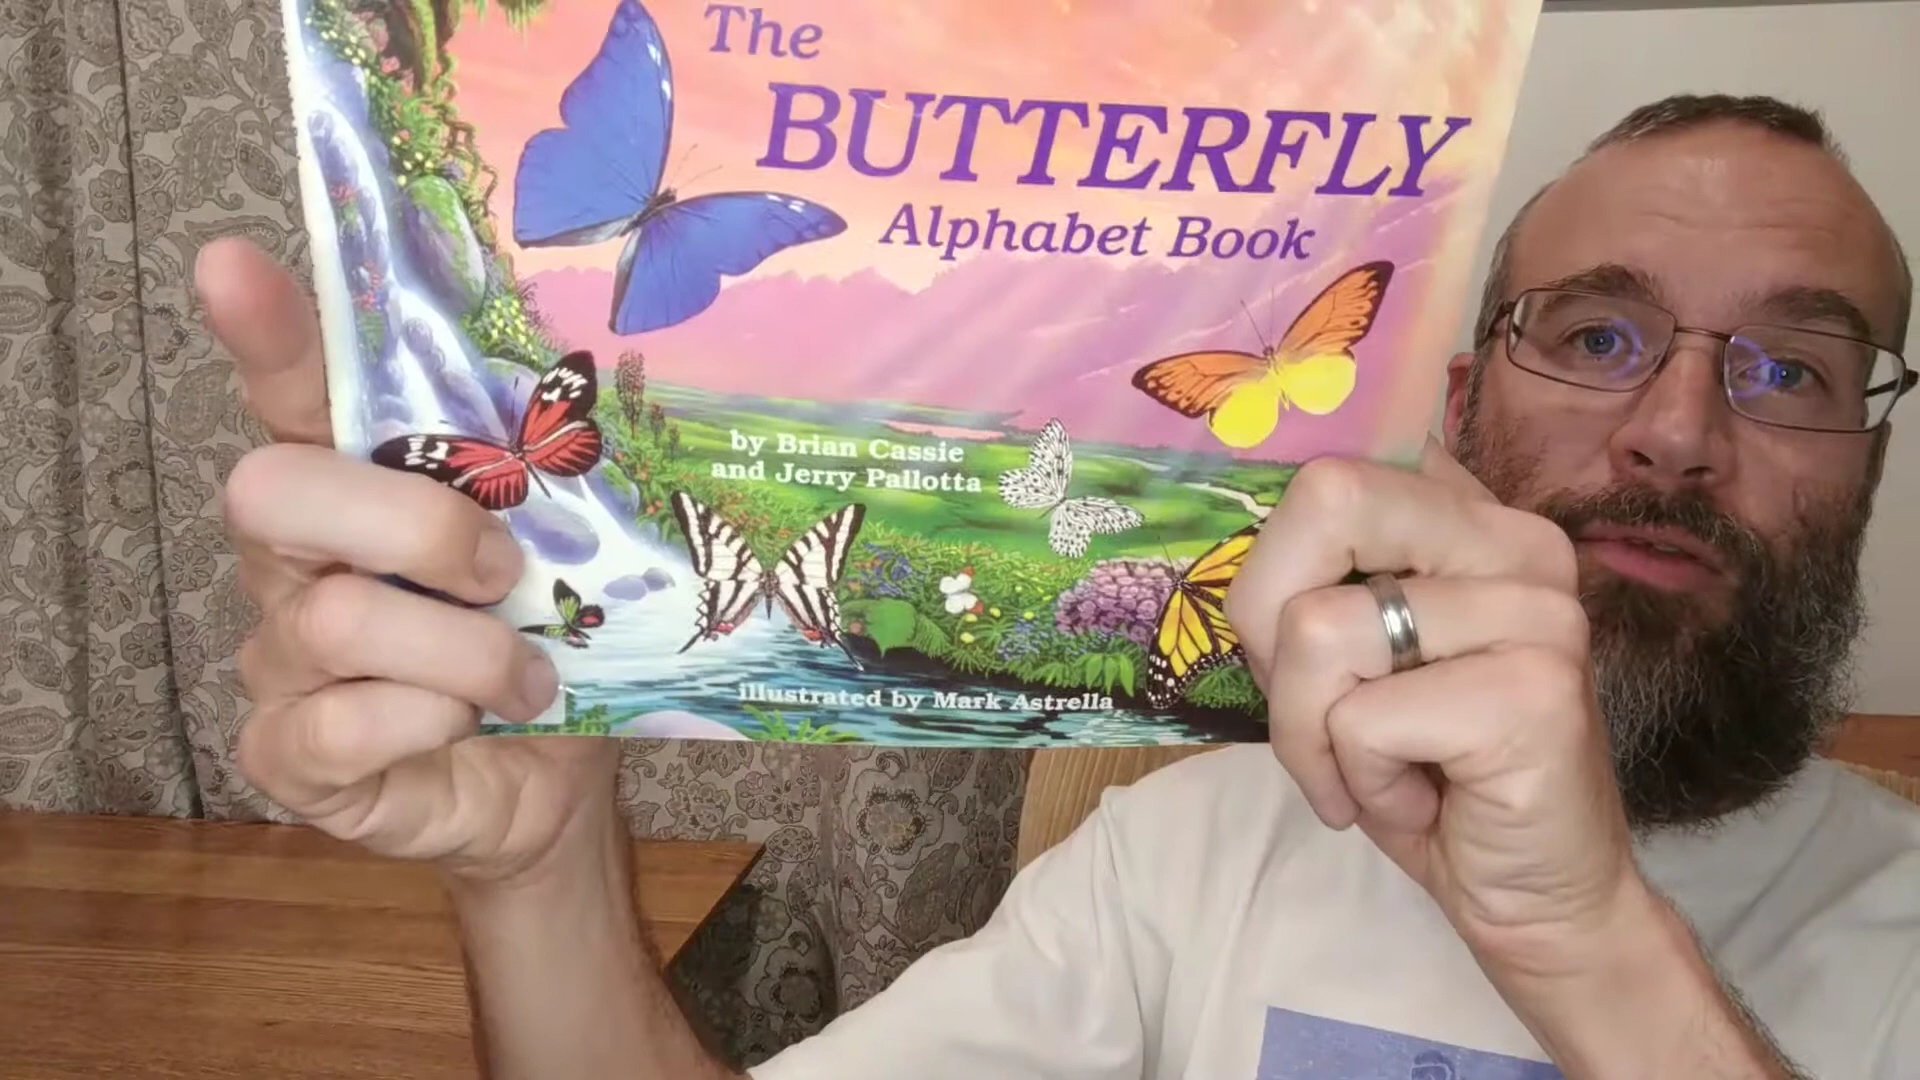 The
BUTTERFLY
Alphabet Book
by Brian Cassie
and Jerry Pallotta
illustrated by Mark Astrella